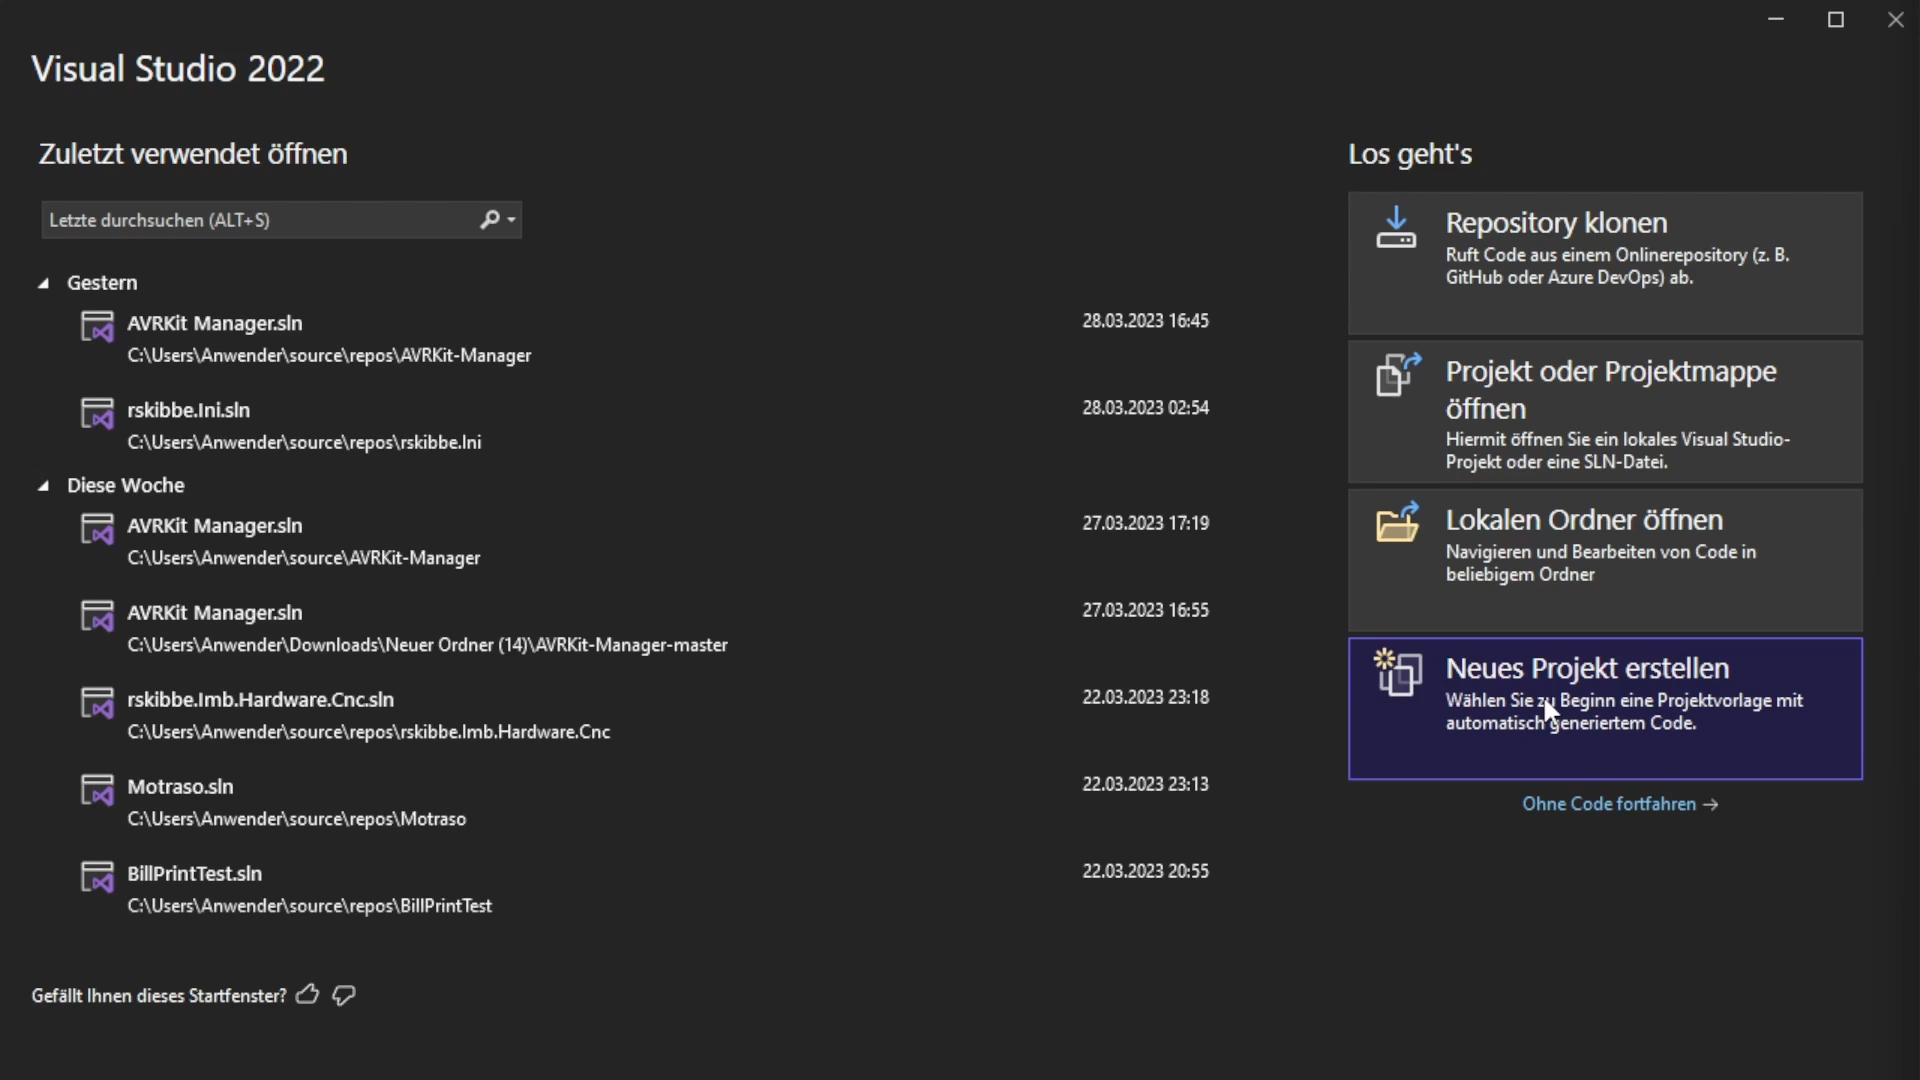 Visual Studio 2022
Zuletzt verwendet öffnen
Letzte durchsuchen (ALT+S)
Gestern
AVRKit Manager.sln
28.03.2023 16:45
C:\Users\Anwender\source\repos\AVRKit-Manager
rskibbe.Ini.sln
28.03.2023 02:54
C:\Users\Anwender\source\repos\rskibbe.Ini
Diese Woche
AVRKit Manager.sln
27.03.2023 17:19
C:\Users\Anwender\source\AVRKit-Manager
AVRKit Manager.sln
27.03.2023 16:55
C:\Users\Anwender\Downloads\Neuer Ordner (14)\AVRKit-Manager-master
rskibbe.Imb.Hardware.Cnc.sln
22.03.2023 23:18
C:\Users\Anwender\source\repos\rskibbe.Imb.Hardware.Cnc
Motraso.sln
22.03.2023 23:13
C:\Users\Anwender\source\repos\Motraso
BillPrintTest.sln
22.03.2023 20:55
C:\Users\Anwender\source\repos\BillPrintTest
Gefällt Ihnen dieses Startfenster?
Los geht's
Repository klonen
Ruft Code aus einem Onlinerepository (z. B.
GitHub oder Azure DevOps) ab.
Projekt oder Projektmappe
öffnen
Hiermit öffnen Sie ein lokales Visual Studio-
Projekt oder eine SLN-Datei.
Lokalen Ordner öffnen
Navigieren und Bearbeiten von Code in
beliebigem Ordner
Neues Projekt erstellen
Wählen Sie zu Beginn eine Projektvorlage mit
automatisch generiertem Code.
Ohne Code fortfahren →